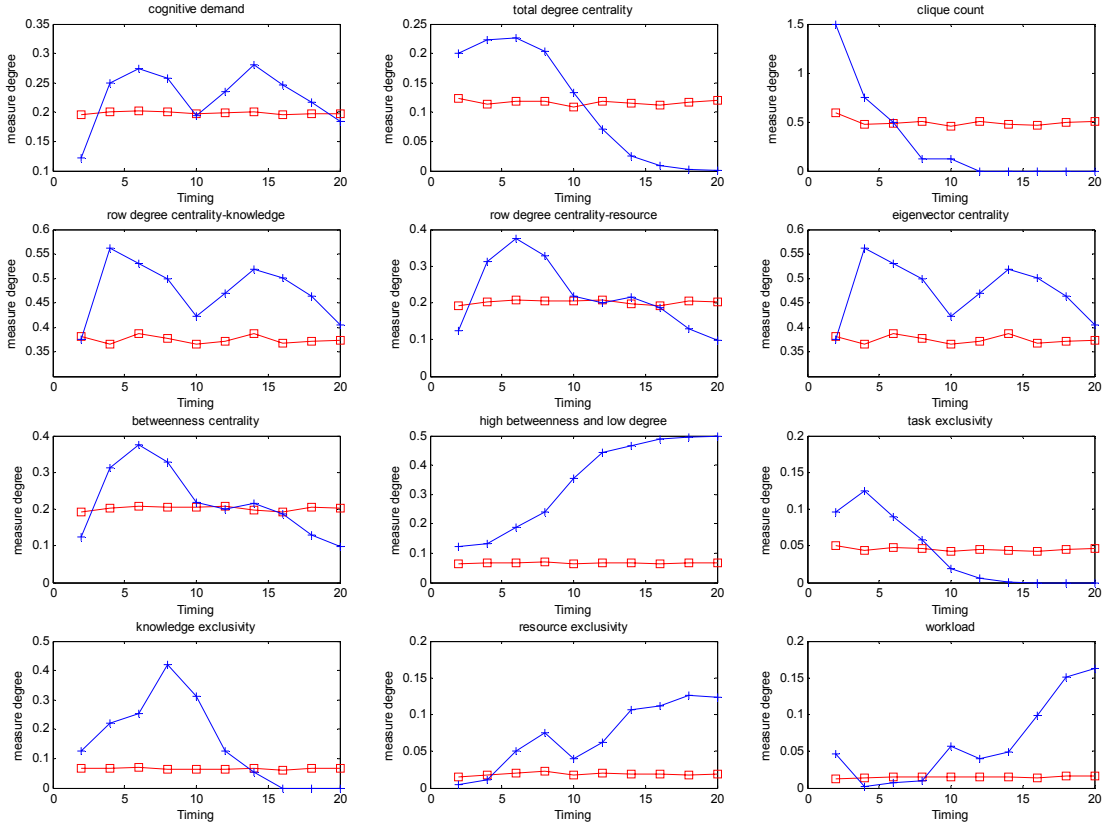 cognitive demand
0.35
0.3
0.25
0.2
0.15
0.1
measure degree
0 5 10 15 20
Timing
total degree centrality
0.25
0.2
0.15
0.1
0.05
0
measure degree
0 5 10 15 20
Timing
clique count
1.5
1
0.5
0
measure degree
0 5 10 15 20
Timing
row degree centrality-knowledge
0.6
0.55
0.5
0.45
0.4
0.35
measure degree
0 5 10 15 20
Timing
row degree centrality-resource
0.4
0.3
0.2
0.1
0
measure degree
0 5 10 15 20
Timing
eigenvector centrality
0.6
0.55
0.5
0.45
0.4
0.35
measure degree
0 5 10 15 20
Timing
betweenness centrality
0.4
0.3
0.2
0.1
0
measure degree
0 5 10 15 20
Timing
high betweenness and low degree
0.5
0.4
0.3
0.2
0.1
0
measure degree
0 5 10 15 20
Timing
task exclusivity
0.2
0.15
0.1
0.05
0
measure degree
0 5 10 15 20
Timing
knowledge exclusivity
0.5
0.4
0.3
0.2
0.1
0
measure degree
0 5 10 15 20
Timing
resource exclusivity
0.2
0.15
0.1
0.05
0
measure degree
0 5 10 15 20
Timing
workload
0.2
0.15
0.1
0.05
0
measure degree
0 5 10 15 20
Timing